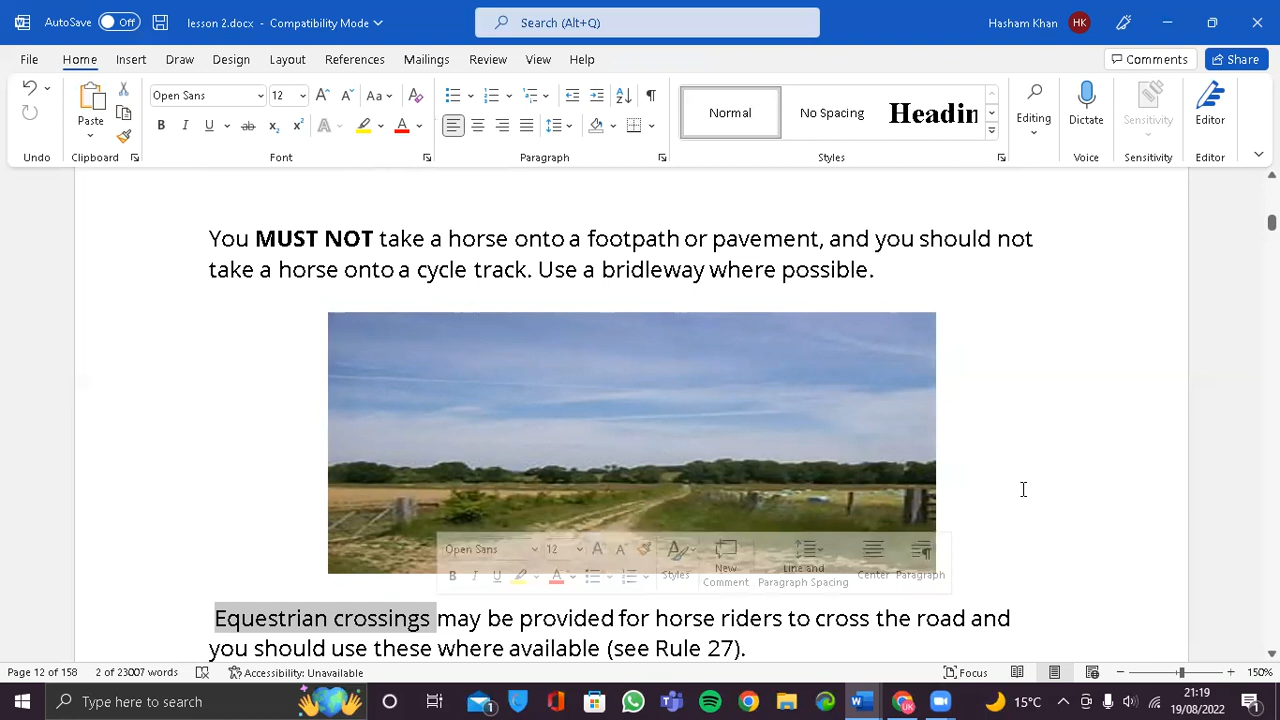 AutoSave Off lesson 2.docx - Compatibility Mode Search (Alt+Q) Hasham Khan HK
File Home Insert Draw Design Layout References Mailings Review View Help Comments Share
Open Sans 12 Aa
Paste Normal No Spacing Headin Editing Dictate Sensitivity Editor
Undo Clipboard Font Paragraph Styles Voice Sensitivity Editor
You MUST NOT take a horse onto a footpath or pavement, and you should not
take a horse onto a cycle track. Use a bridleway where possible.
Open Sans 12 Styles New Comment Line and Paragraph Spacing Center Paragraph
Equestrian crossings may be provided for horse riders to cross the road and
you should use these where available (see Rule 27).
Page 12 of 158 2 of 23007 words Accessibility: Unavailable Focus 150%
Type here to search 1 15°C 21:19
19/08/2022 1